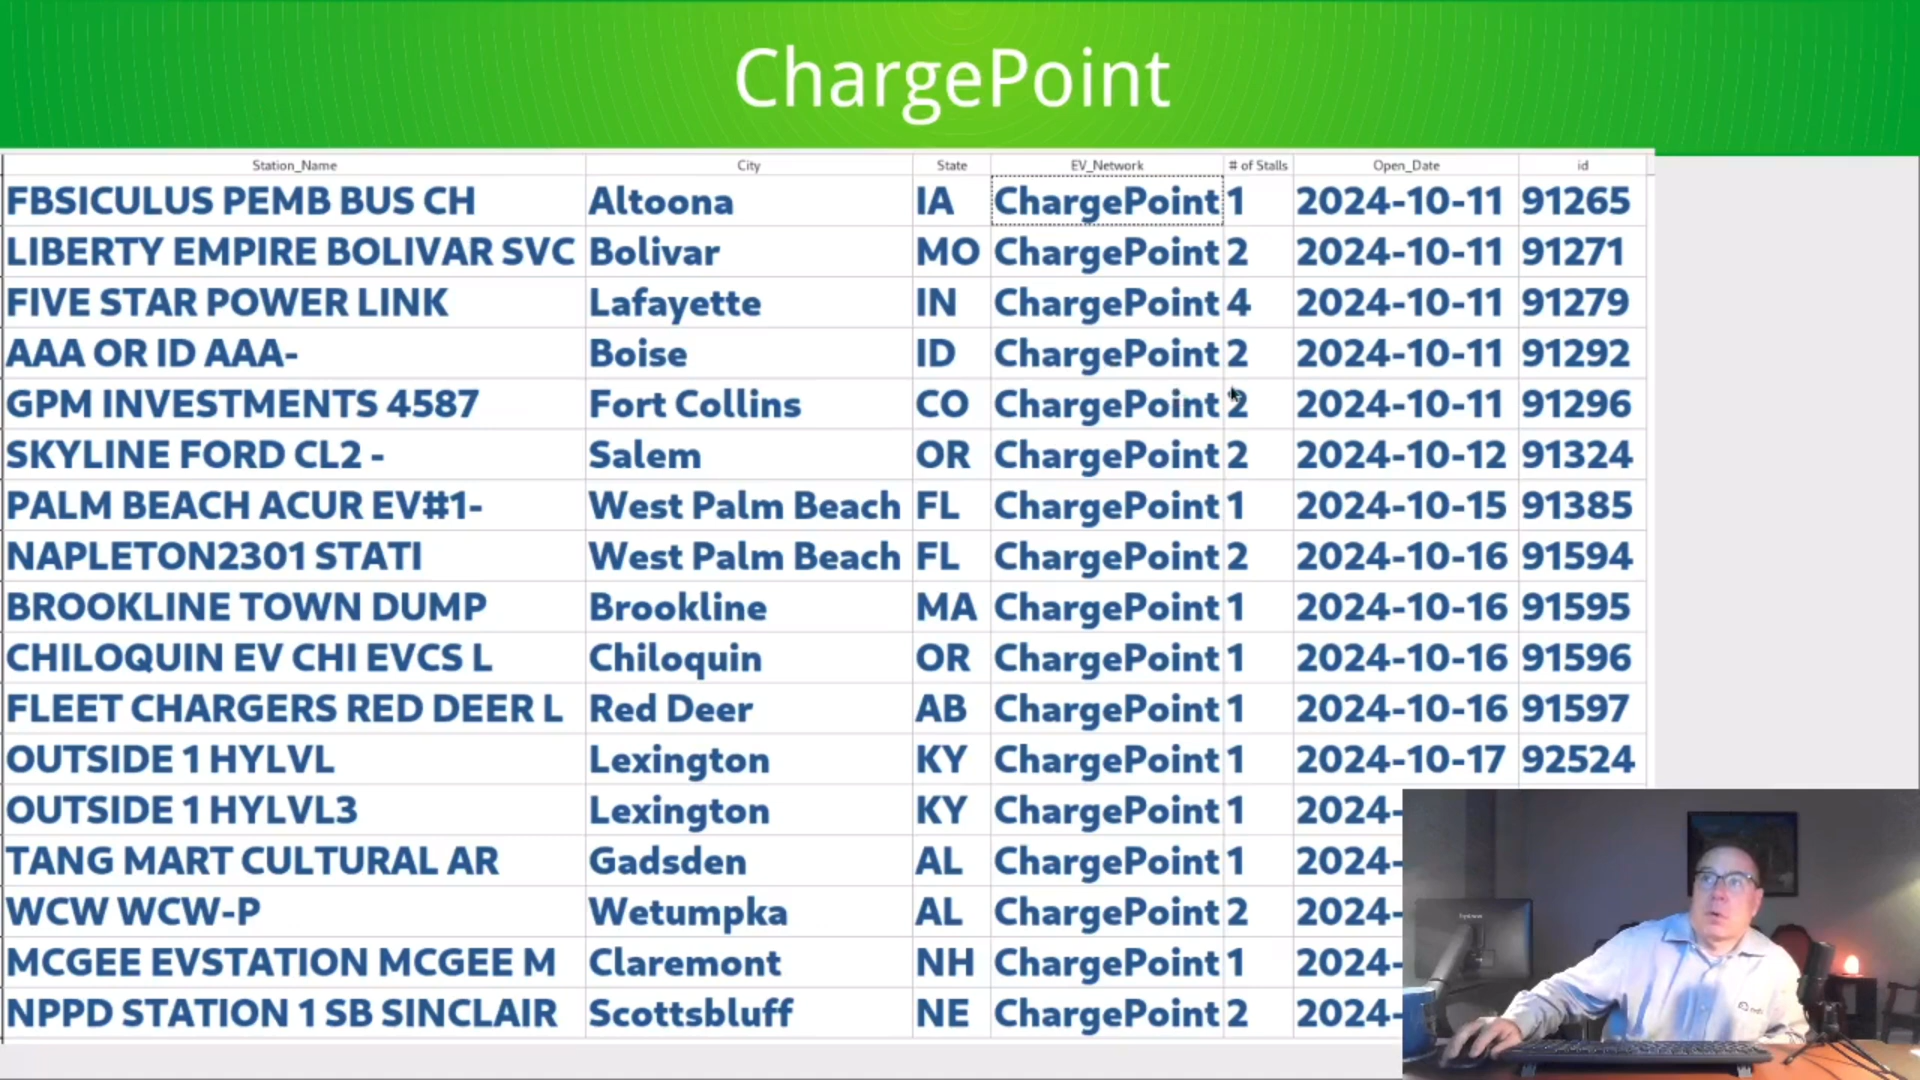 ChargePoint
Station_Name City State EV_Network # of Stalls Open_Date id
FBSICULUS PEMB BUS CH Altoona IA ChargePoint 1 2024-10-11 91265
LIBERTY EMPIRE BOLIVAR SVC Bolivar MO ChargePoint 2 2024-10-11 91271
FIVE STAR POWER LINK Lafayette IN ChargePoint 4 2024-10-11 91279
AAA OR ID AAA- Boise ID ChargePoint 2 2024-10-11 91292
GPM INVESTMENTS 4587 Fort Collins CO ChargePoint 2 2024-10-11 91296
SKYLINE FORD CL2 - Salem OR ChargePoint 2 2024-10-12 91324
PALM BEACH ACUR EV#1- West Palm Beach FL ChargePoint 1 2024-10-15 91385
NAPLETON2301 STATI West Palm Beach FL ChargePoint 2 2024-10-16 91594
BROOKLINE TOWN DUMP Brookline MA ChargePoint 1 2024-10-16 91595
CHILOQUIN EV CHI EVCS L Chiloquin OR ChargePoint 1 2024-10-16 91596
FLEET CHARGERS RED DEER L Red Deer AB ChargePoint 1 2024-10-16 91597
OUTSIDE 1 HYLVL Lexington KY ChargePoint 1 2024-10-17 92524
OUTSIDE 1 HYLVL3 Lexington KY ChargePoint 1 2024-
TANG MART CULTURAL AR Gadsden AL ChargePoint 1 2024-
WCW WCW-P Wetumpka AL ChargePoint 2 2024-
MCGEE EVSTATION MCGEE M Claremont NH ChargePoint 1 2024-
NPPD STATION 1 SB SINCLAIR Scottsbluff NE ChargePoint 2 2024-